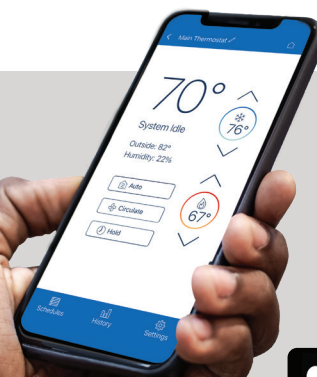 Main Thermostat
70°
76°
System Idle
Outside: 82°
Humidity: 22%
67°
Auto
Circulate
Hold
Schedules
History
Settings